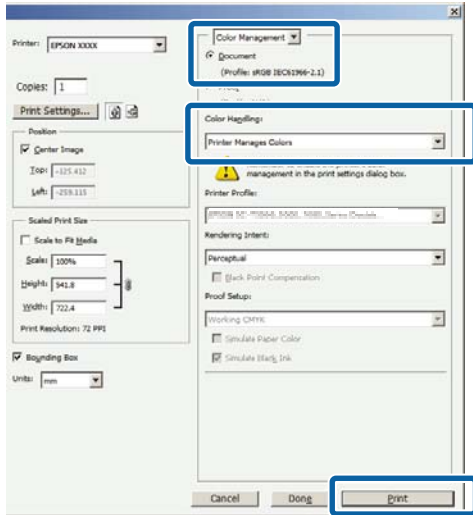 Printer: EPSON XXXX
Copies: 1
Print Settings...
Position
Center Image
Top: -125.412
Left: -259.115
Scaled Print Size
Scale to Fit Media
Scale: 100%
Height: 541.8
Width: 722.4
Print Resolution: 72 PPI
Bounding Box
Units: mm
Color Management
Document
(Profile: sRGB IEC61966-2.1)
Color Handling:
Printer Manages Colors
management in the print settings dialog box.
Printer Profile:
Rendering Intent:
Perceptual
Black Point Compensation
Proof Setup:
Working CMYK
Simulate Paper Color
Simulate Black Ink
Cancel
Done
Print